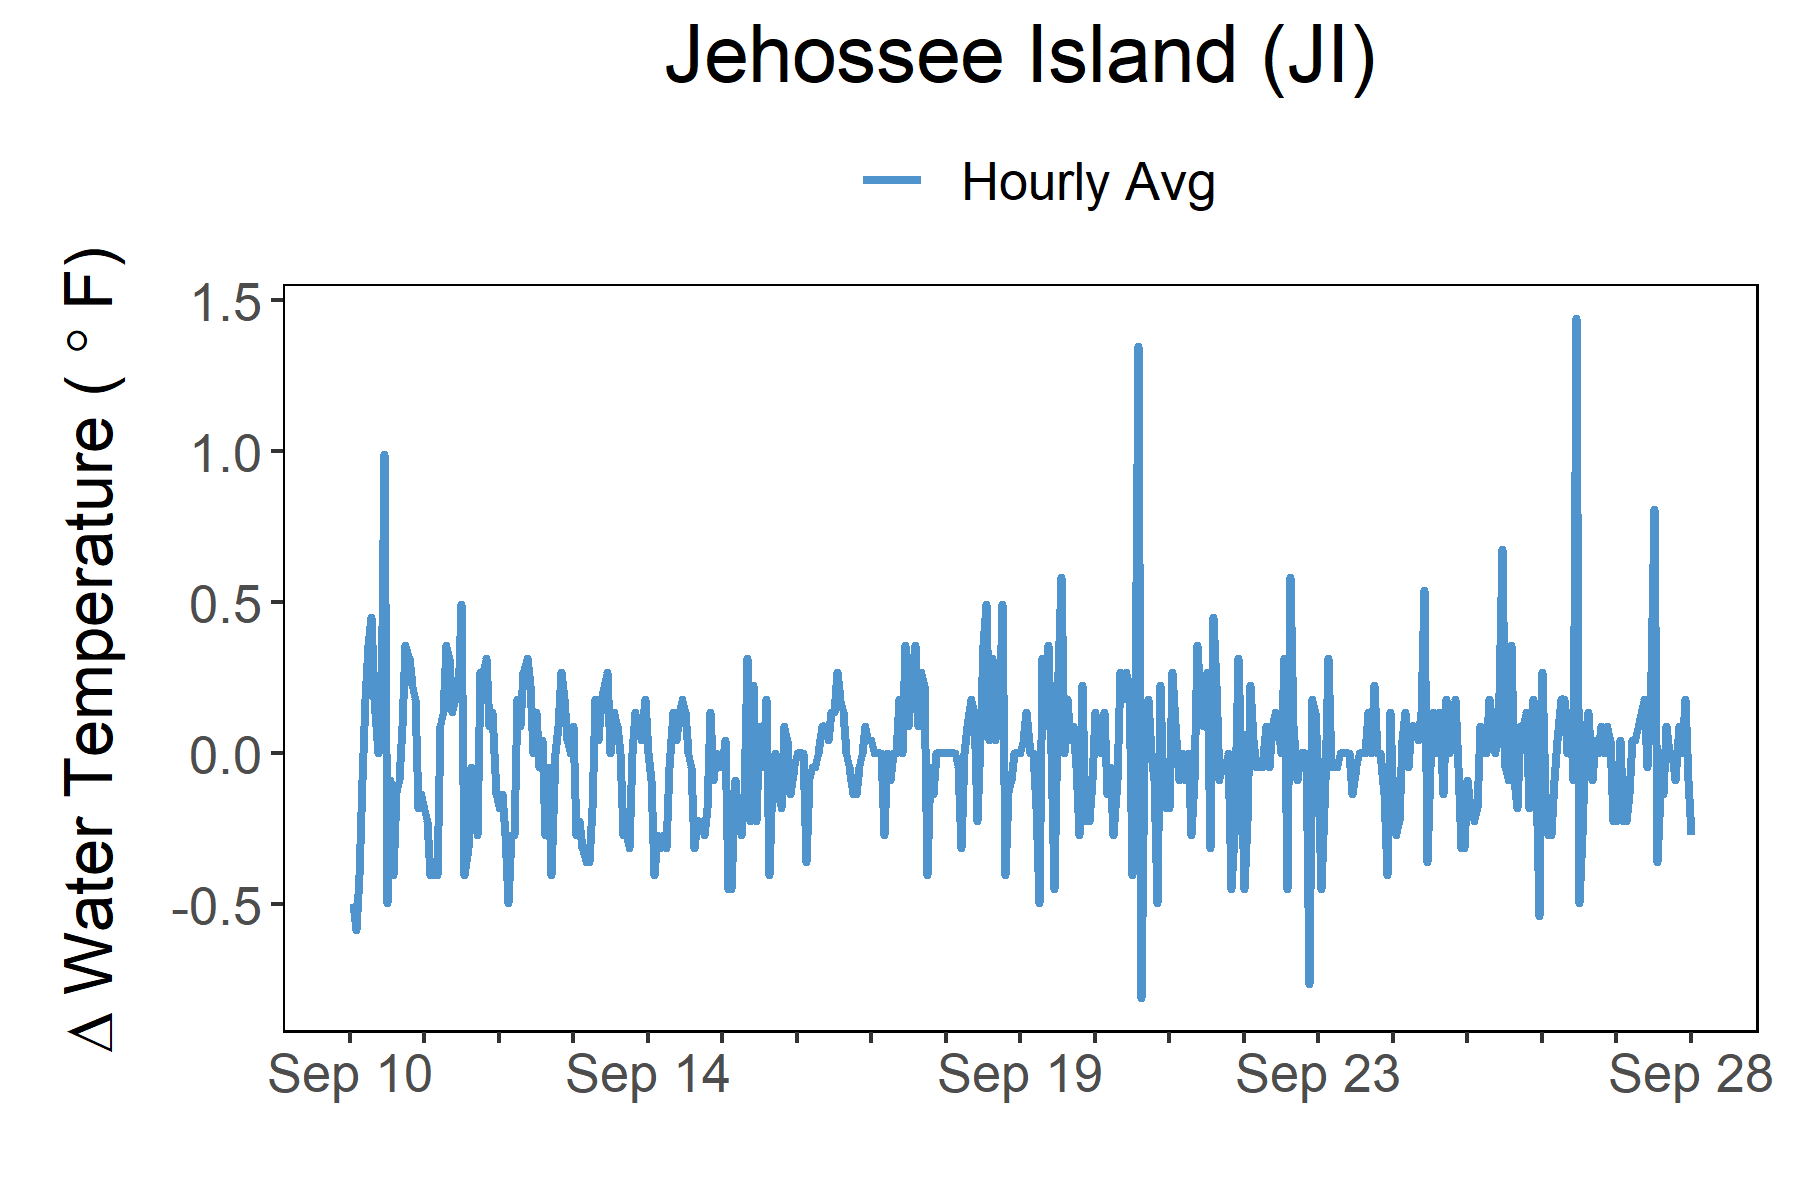 Jehossee Island (JI)
Hourly Avg
Δ Water Temperature ( ° F)
1.5
1.0
0.5
0.0
-0.5
Sep 10 Sep 14 Sep 19 Sep 23 Sep 28